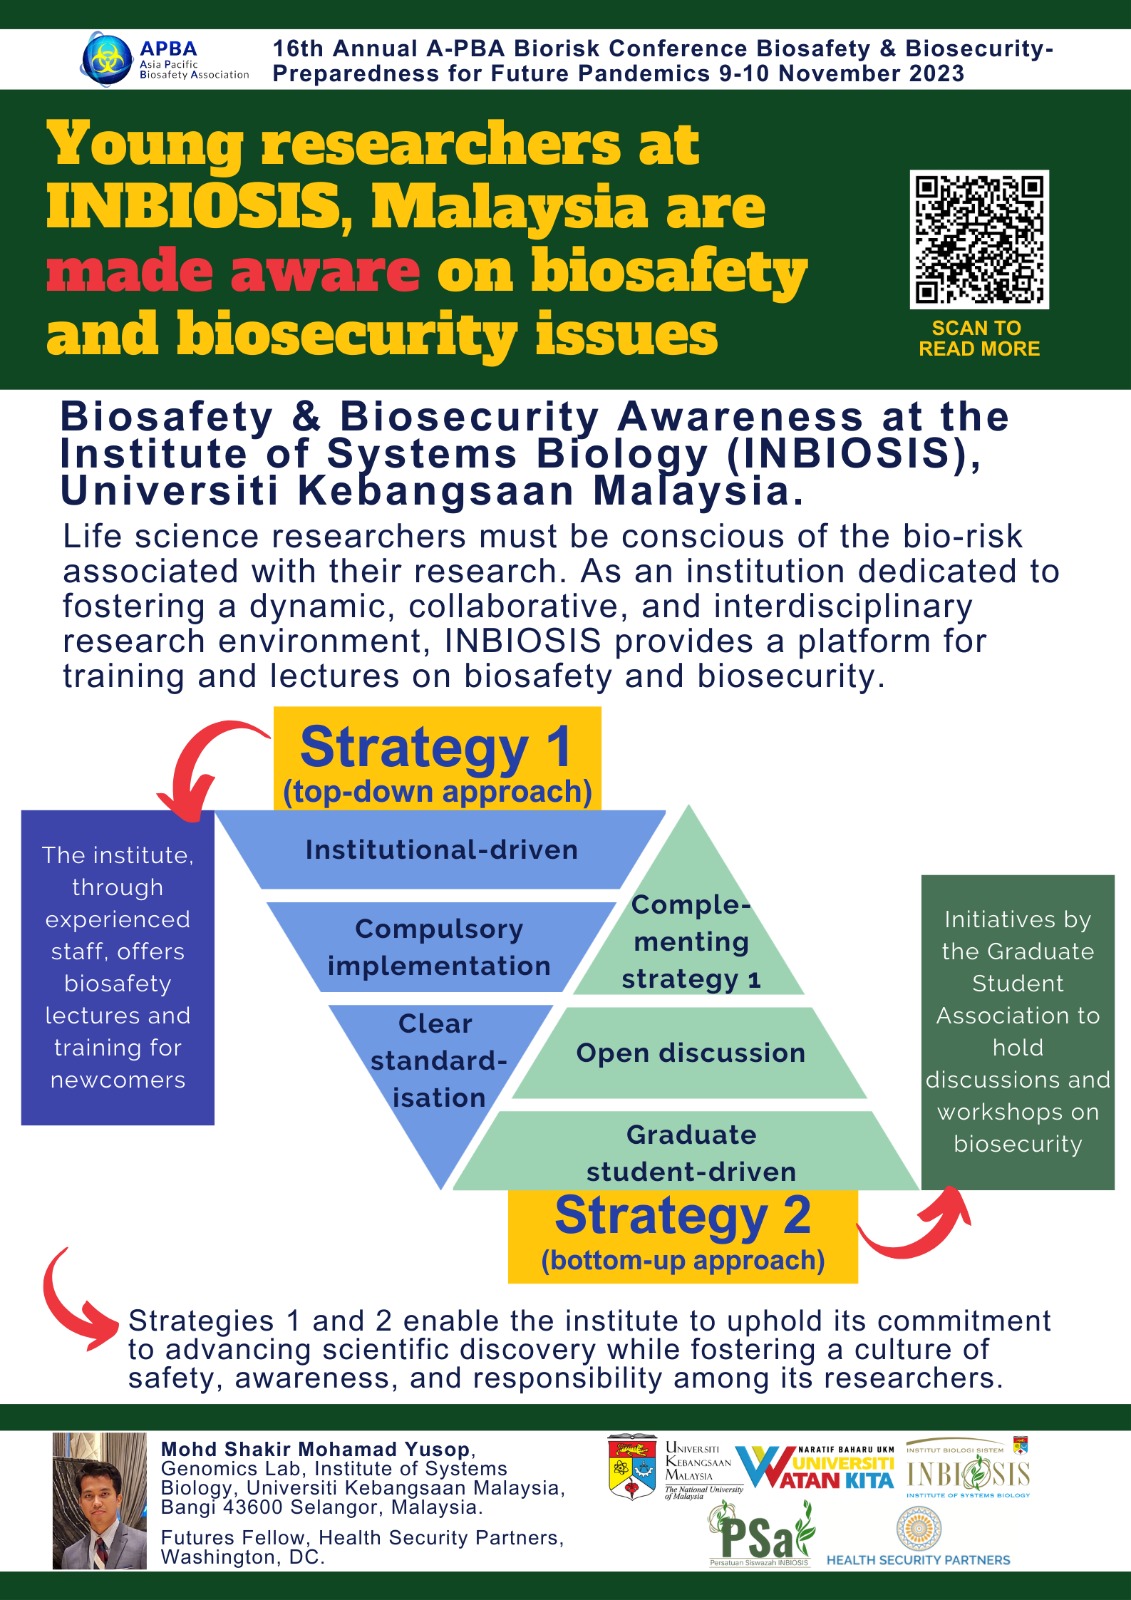 APBA
Asia Pacific
Biosafety Association
16th Annual A-PBA Biorisk Conference Biosafety & Biosecurity-
Preparedness for Future Pandemics 9-10 November 2023
Young researchers at
INBIOSIS, Malaysia are
made aware on biosafety
and biosecurity issues
SCAN TO
READ MORE
Biosafety & Biosecurity Awareness at the
Institute of Systems Biology (INBIOSIS),
Universiti Kebangsaan Malaysia.
Life science researchers must be conscious of the bio-risk
associated with their research. As an institution dedicated to
fostering a dynamic, collaborative, and interdisciplinary
research environment, INBIOSIS provides a platform for
training and lectures on biosafety and biosecurity.
Strategy 1
(top-down approach)
The institute,
through
experienced
staff, offers
biosafety
lectures and
training for
newcomers
Institutional-driven
Compulsory
implementation
Clear
standard-
isation
Comple-
menting
strategy 1
Open discussion
Graduate
student-driven
Strategy 2
(bottom-up approach)
Initiatives by
the Graduate
Student
Association to
hold
discussions and
workshops on
biosecurity
Strategies 1 and 2 enable the institute to uphold its commitment
to advancing scientific discovery while fostering a culture of
safety, awareness, and responsibility among its researchers.
Mohd Shakir Mohamad Yusop,
Genomics Lab, Institute of Systems
Biology, Universiti Kebangsaan Malaysia,
Bangi 43600 Selangor, Malaysia.
Futures Fellow, Health Security Partners,
Washington, DC.
UNIVERSITI
KEBANGSAAN
MALAYSIA
The National University
of Malaysia
NARATIF BAHARU UKM
UNIVERSITI
WATAN KITA
INSTITUT BIOLOGI SISTEM
INBIOSIS
INSTITUTE OF SYSTEMS BIOLOGY
PSa
Persatuan Siswazah INBIOSIS
HEALTH SECURITY PARTNERS